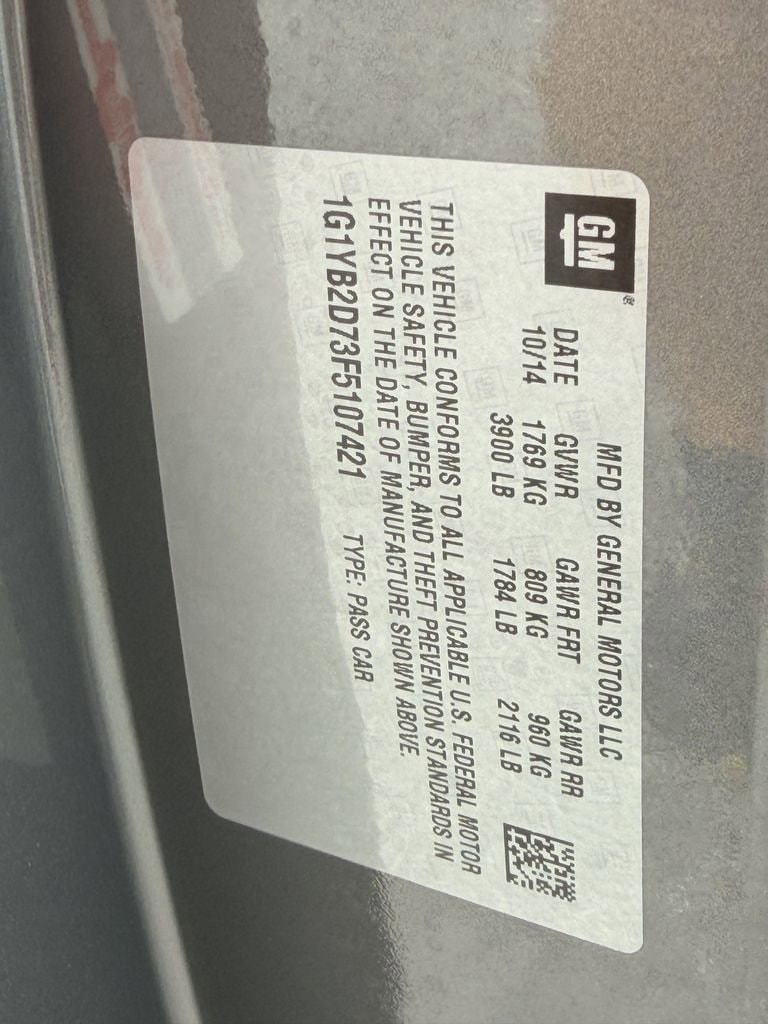 GM
®
MFD BY GENERAL MOTORS LLC
DATE GVWR GAWR FRT GAWR RR
10/14 1769 KG 809 KG 960 KG
3900 LB 1784 LB 2116 LB
THIS VEHICLE CONFORMS TO ALL APPLICABLE U.S. FEDERAL MOTOR
VEHICLE SAFETY, BUMPER, AND THEFT PREVENTION STANDARDS IN
EFFECT ON THE DATE OF MANUFACTURE SHOWN ABOVE.
1G1YB2D73F5107421 TYPE: PASS CAR